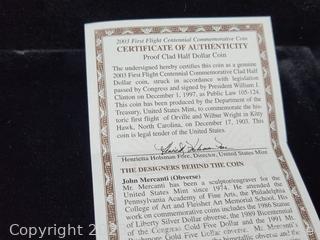 2003 First Flight Centennial Commemorative Coin
CERTIFICATE OF AUTHENTICITY
Proof Clad Half Dollar Coin
The undersigned hereby certifies this coin as a genuine
2003 First Flight Centennial Commemorative Clad Half
Dollar coin, struck in accordance with legislation
passed by Congress and signed by President William J.
Clinton on December 1, 1997, as Public Law 105-124.
This coin has been produced by the Department of the
Treasury, United States Mint, to commemorate the his-
toric first flight of Orville and Wilbur Wright in Kitty
Hawk, North Carolina, on December 17, 1903. This
coin is legal tender of the United States.
Henrietta Holsman Fore, Director, United States Mint
THE DESIGNERS BEHIND THE COIN
John Mercanti (Obverse)
Mr. Mercanti has been a sculptor/engraver for the
United States Mint since 1974. He attended the
Pennsylvania Academy of Fine Arts, the Philadelphia
College of Art and Fleisher Art Memorial School. His
work on commemorative coins includes the 1986 Statue
of Liberty Silver Dollar obverse, the 1989 Bicentennial
of the Congress Gold Five Dollar and the 1991
Rushmore Gold Five Dollar obverse. Mr.
Copyright 2